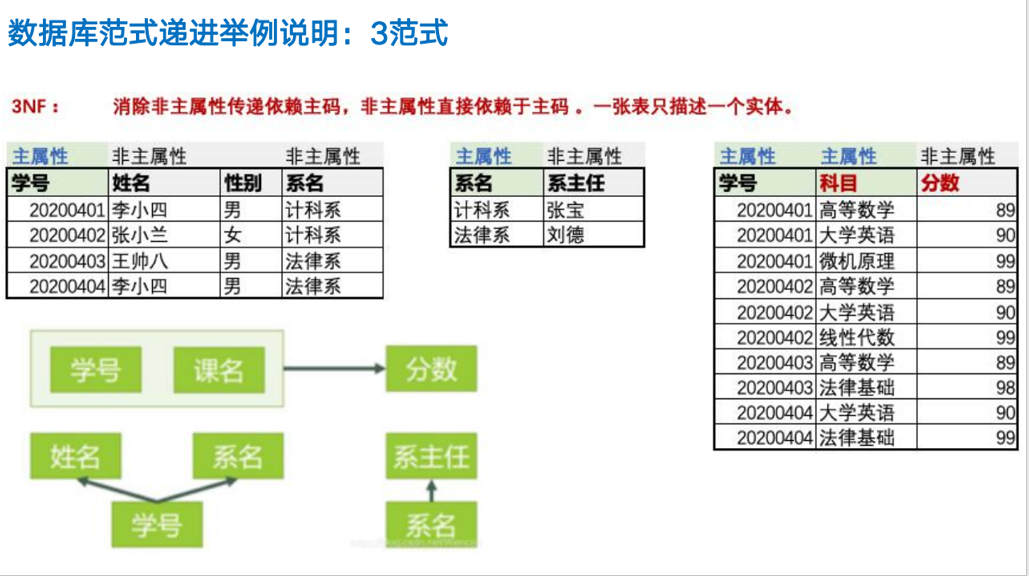 数据库范式递进举例说明：3范式
3NF： 消除非主属性传递依赖主码，非主属性直接依赖于主码 。一张表只描述一个实体。
主属性 非主属性 非主属性
学号 姓名 性别 系名
20200401 李小四 男 计科系
20200402 张小兰 女 计科系
20200403 王帅八 男 法律系
20200404 李小四 男 法律系
主属性 非主属性
系名 系主任
计科系 张宝
法律系 刘德
主属性 主属性 非主属性
学号 科目 分数
20200401 高等数学 89
20200401 大学英语 90
20200401 微机原理 99
20200402 高等数学 89
20200402 大学英语 90
20200402 线性代数 99
20200403 高等数学 89
20200403 法律基础 98
20200404 大学英语 90
20200404 法律基础 99
学号 课名 分数
姓名 系名 系主任
学号 系名